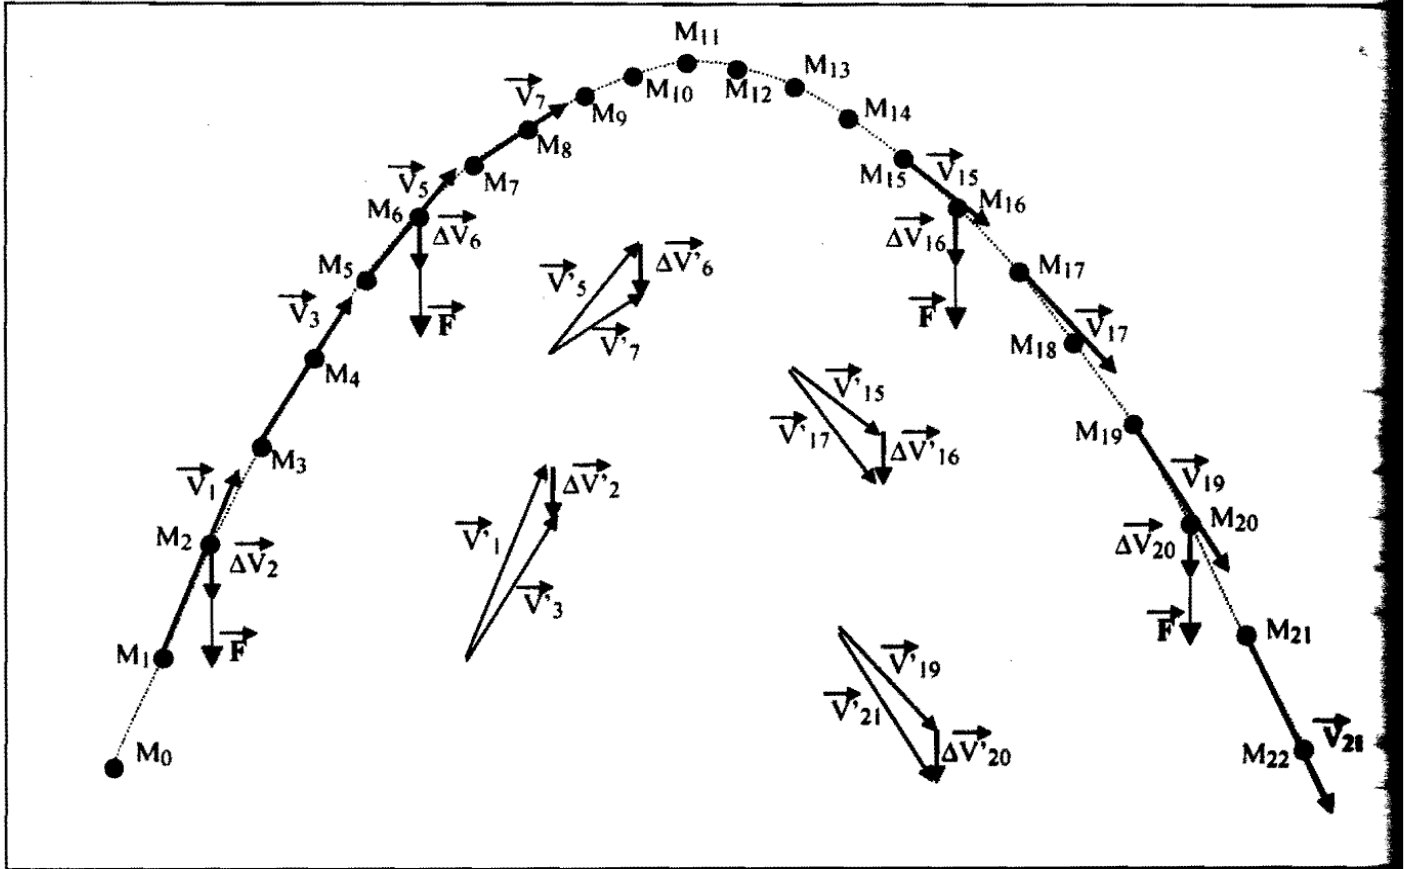 M₁₁
M₁₃
V₇
M₁₀
M₁₂
M₉
M₁₄
M₈
V₅
M₇
M₁₅
V₁₅
M₆
M₁₆
ΔV₆
ΔV₁₆
M₅
M₁₇
V'₅
ΔV'₆
V₃
F
F
V₁₇
V'₇
M₁₈
M₄
V'₁₅
V'₁₇
M₁₉
ΔV'₁₆
M₃
V₁₉
V₁
ΔV'₂
M₂₀
V'₁
M₂
ΔV₂₀
ΔV₂
V'₃
F
M₂₁
F
M₁
V'₁₉
V'₂₁
V₂₁
M₀
ΔV'₂₀
M₂₂